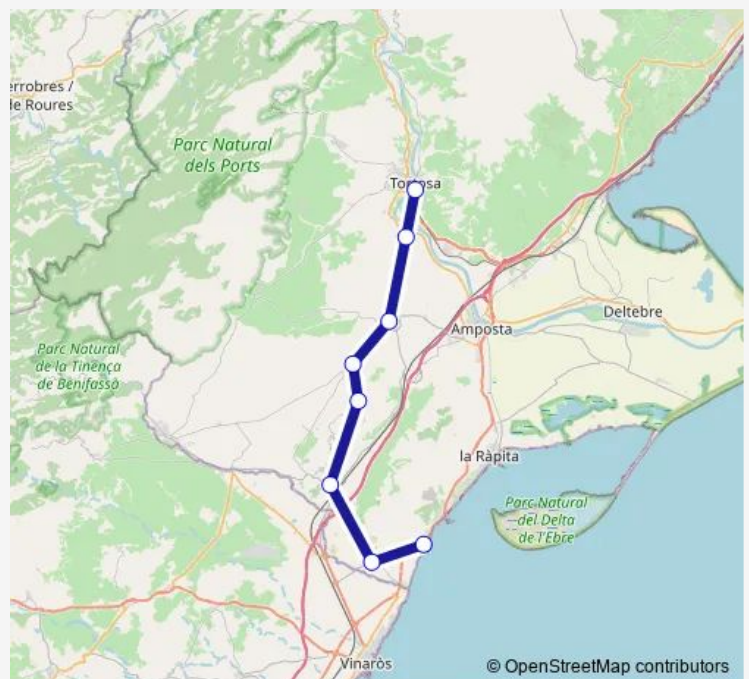 errobres /
de Roures
Parc Natural
dels Ports
Tortosa
Deltebre
Amposta
Parc Natural
de la Tinença
de Benifassà
la Ràpita
Parc Natural
del Delta
de l'Ebre
Vinaròs
© OpenStreetMap contributors